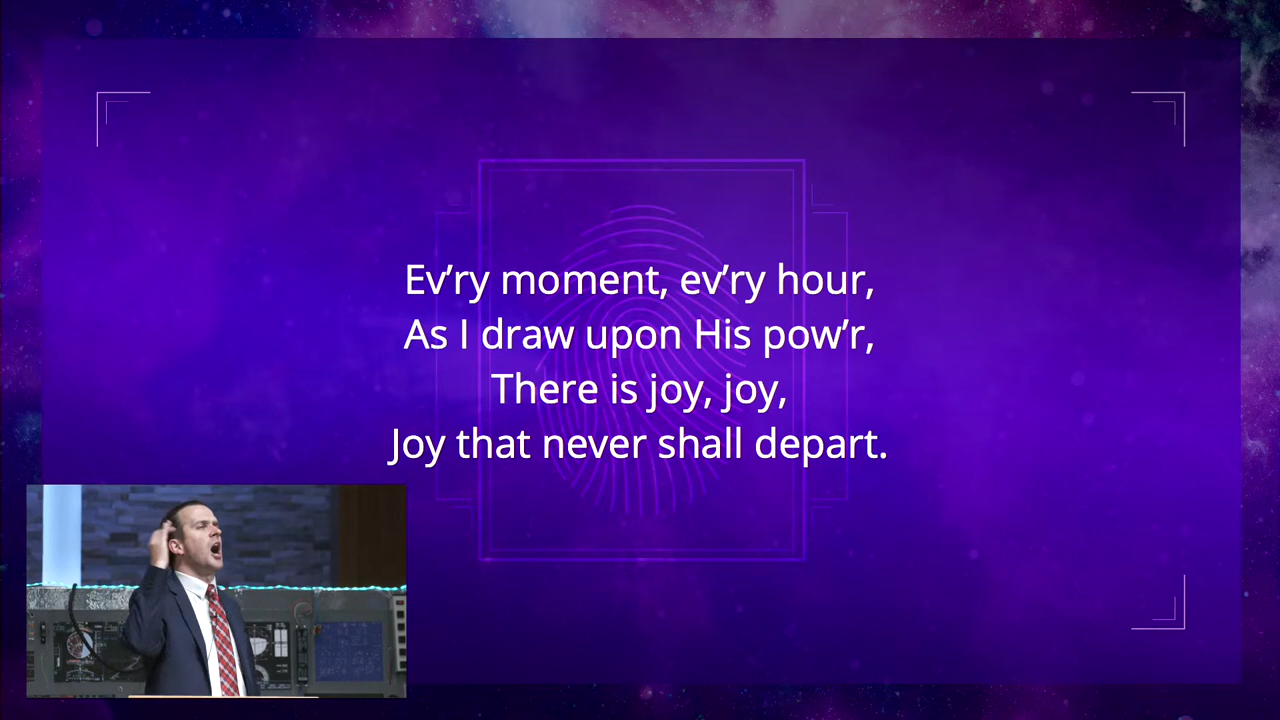 Ev’ry moment, ev’ry hour,
As I draw upon His pow’r,
There is joy, joy,
Joy that never shall depart.